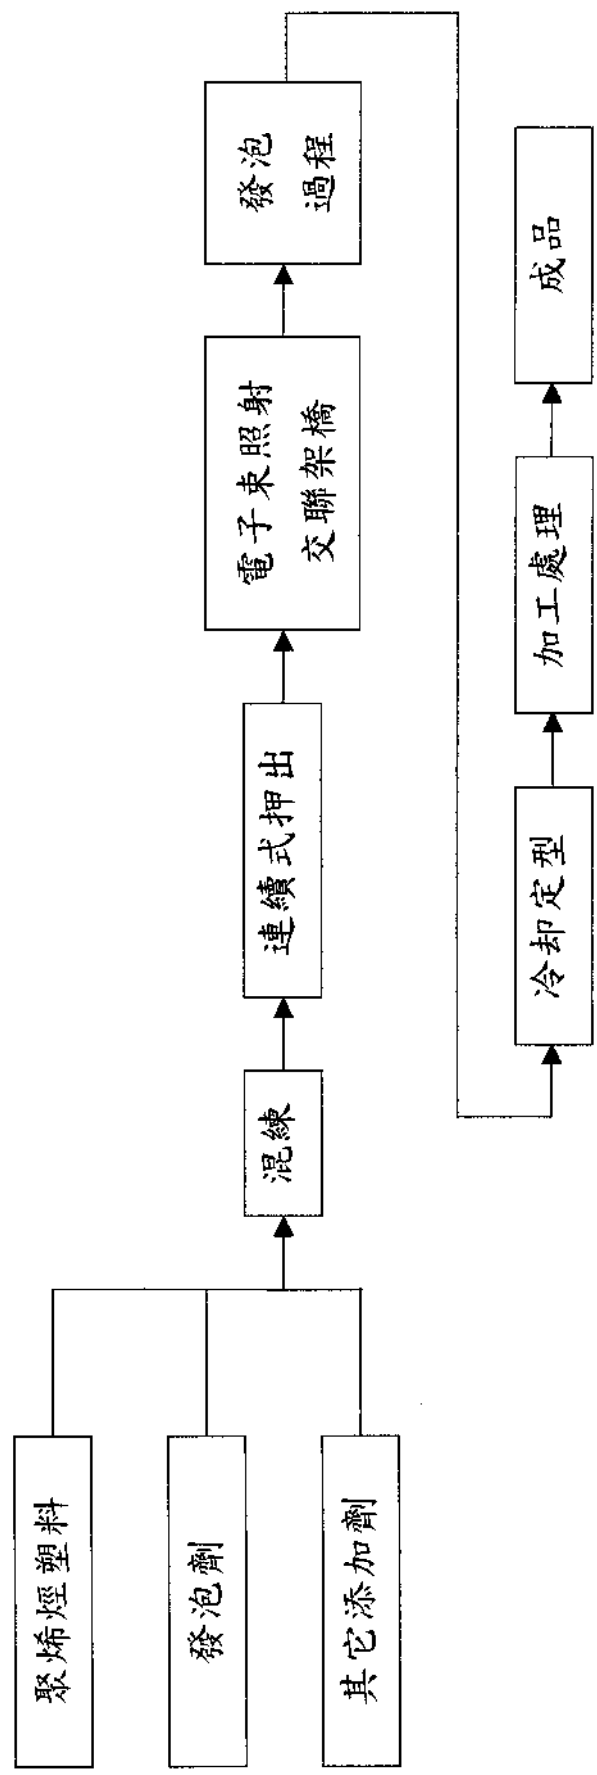 聚烯烴塑料
發泡劑
其它添加劑
混練
連續式押出
電子束照射
交聯架橋
發泡
過程
冷却定型
加工處理
成品